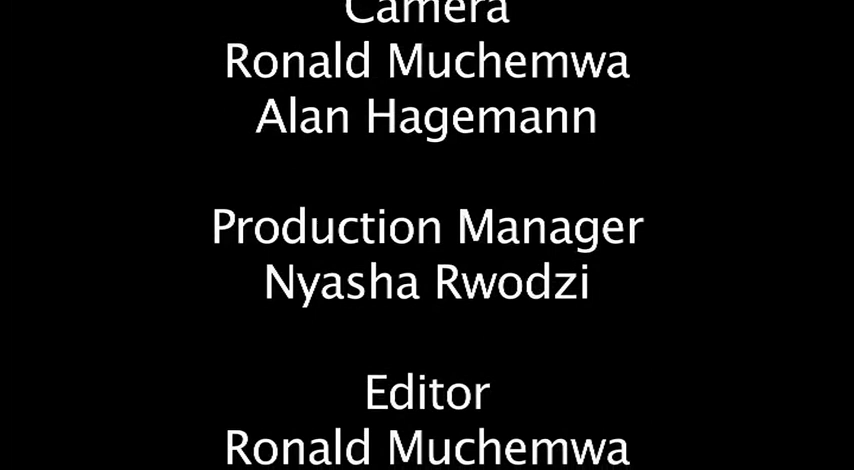 Camera
Ronald Muchemwa
Alan Hagemann
Production Manager
Nyasha Rwodzi
Editor
Ronald Muchemwa